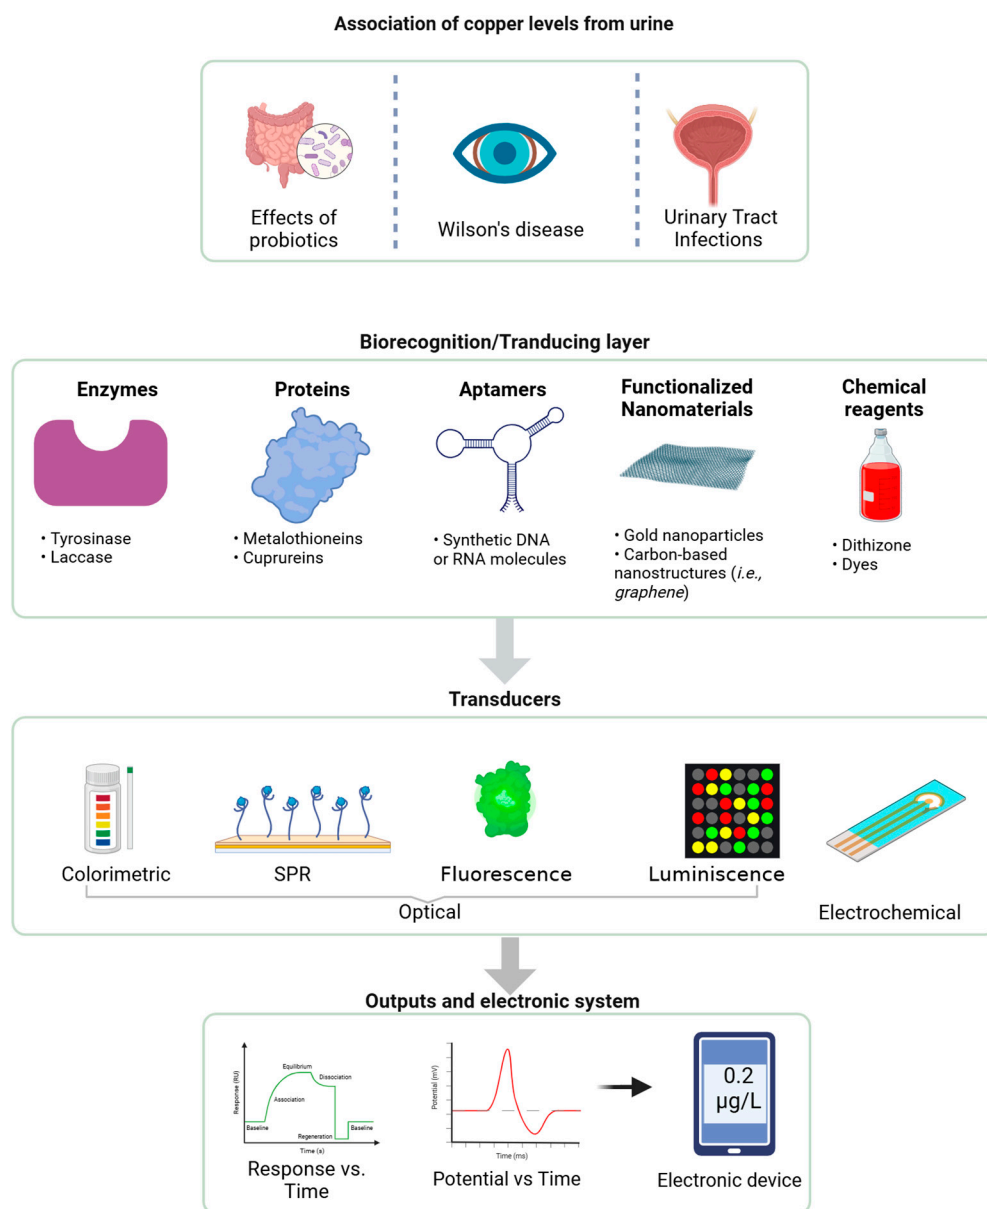 Association of copper levels from urine
Effects of
probiotics
Wilson's disease
Urinary Tract
Infections
Biorecognition/Tranducing layer
Enzymes
• Tyrosinase
• Laccase
Proteins
• Metalothioneins
• Cuprureins
Aptamers
• Synthetic DNA
or RNA molecules
Functionalized
Nanomaterials
• Gold nanoparticles
• Carbon-based
nanostructures (i.e.,
graphene)
Chemical
reagents
• Dithizone
• Dyes
Transducers
Colorimetric
SPR
Fluorescence
Luminiscence
Optical
Electrochemical
Outputs and electronic system
Response (RU)
Baseline
Association
Equilibrium
Dissociation
Regeneration
Baseline
Time (s)
Response vs.
Time
Potential (mV)
Time (ms)
Potential vs Time
0.2
µg/L
Electronic device